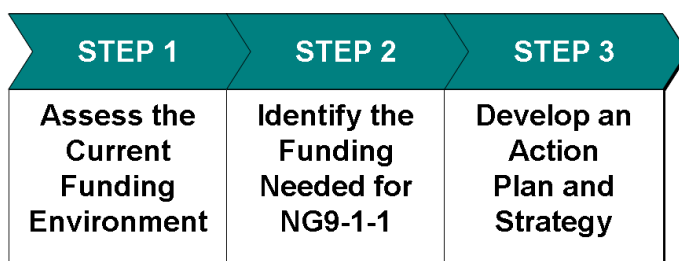 STEP 1
Assess the
Current
Funding
Environment
STEP 2
Identify the
Funding
Needed for
NG9-1-1
STEP 3
Develop an
Action
Plan and
Strategy